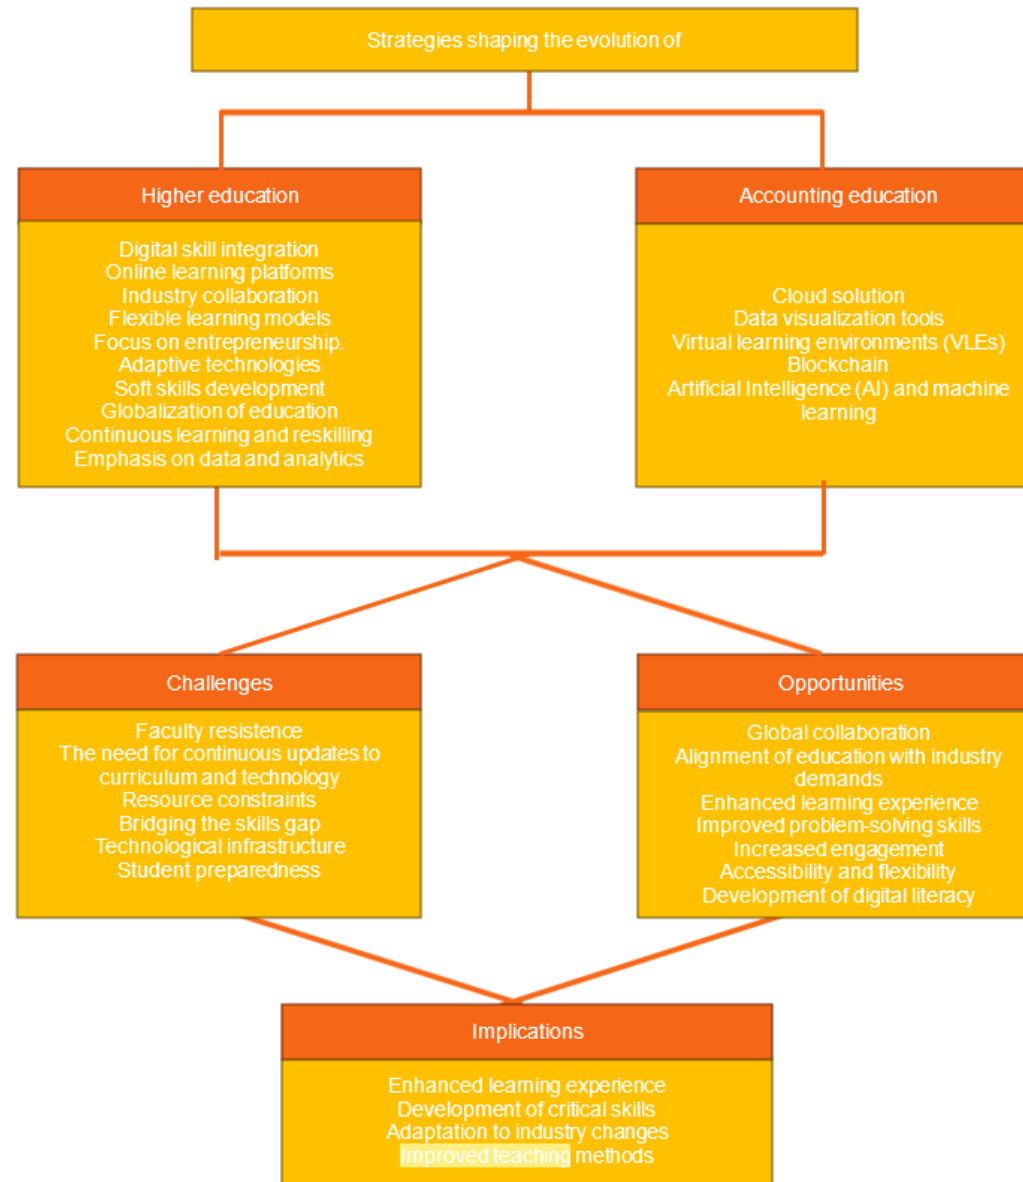 Strategies shaping the evolution of
Higher education
Digital skill integration
Online learning platforms
Industry collaboration
Flexible learning models
Focus on entrepreneurship.
Adaptive technologies
Soft skills development
Globalization of education
Continuous learning and reskilling
Emphasis on data and analytics
Accounting education
Cloud solution
Data visualization tools
Virtual learning environments (VLEs)
Blockchain
Artificial Intelligence (AI) and machine
learning
Challenges
Faculty resistence
The need for continuous updates to
curriculum and technology
Resource constraints
Bridging the skills gap
Technological infrastructure
Student preparedness
Opportunities
Global collaboration
Alignment of education with industry
demands
Enhanced learning experience
Improved problem-solving skills
Increased engagement
Accessibility and flexibility
Development of digital literacy
Implications
Enhanced learning experience
Development of critical skills
Adaptation to industry changes
Improved teaching methods